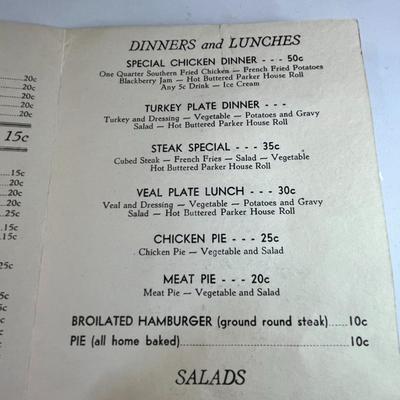 DINNERS and LUNCHES
SPECIAL CHICKEN DINNER - - - 50c
One Quarter Southern Fried Chicken — French Fried Potatoes
Blackberry Jam — Hot Buttered Parker House Roll
Any 5c Drink — Ice Cream
TURKEY PLATE DINNER - - -
Turkey and Dressing — Vegetable — Potatoes and Gravy
Salad — Hot Buttered Parker House Roll
STEAK SPECIAL - - - 35c
Cubed Steak — French Fries — Salad — Vegetable
Hot Buttered Parker House Roll
VEAL PLATE LUNCH - - - 30c
Veal and Dressing — Vegetable — Potatoes and Gravy
Salad — Hot Buttered Parker House Roll
CHICKEN PIE - - - 25c
Chicken Pie — Vegetable and Salad
MEAT PIE - - - 20c
Meat Pie — Vegetable and Salad
BROILATED HAMBURGER (ground round steak)......10c
PIE (all home baked)..........10c
SALADS
20c
20c
20c
20c
15c
15c
20c
20c
20c
25c
15c
15c